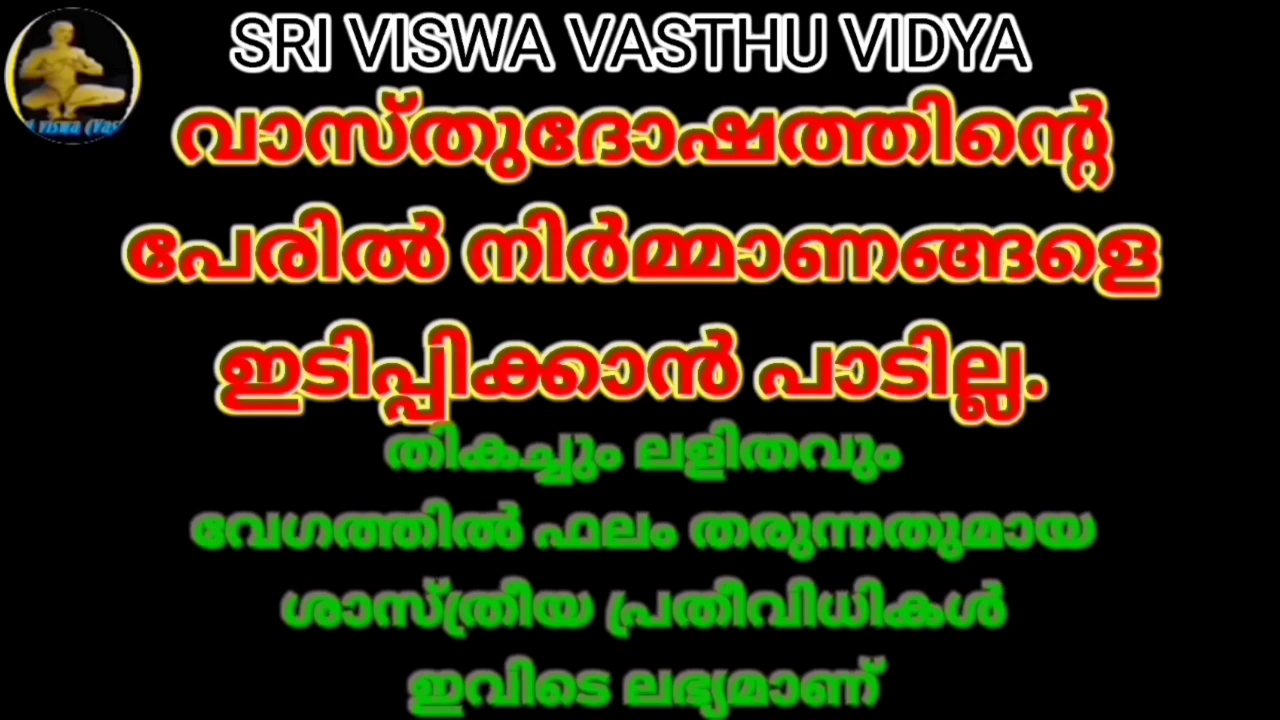 SRI VISWA VASTHU VIDYA
വാസ്തുദോഷത്തിന്റെ
പേരിൽ നിർമ്മാണങ്ങളെ
ഇടിപ്പിക്കാൻ പാടില്ല.
തികച്ചും ലളിതവും
വേഗത്തിൽ ഫലം തരുന്നതുമായ
ശാസ്ത്രീയ പ്രതിവിധികൾ
ഇവിടെ ലഭ്യമാണ്